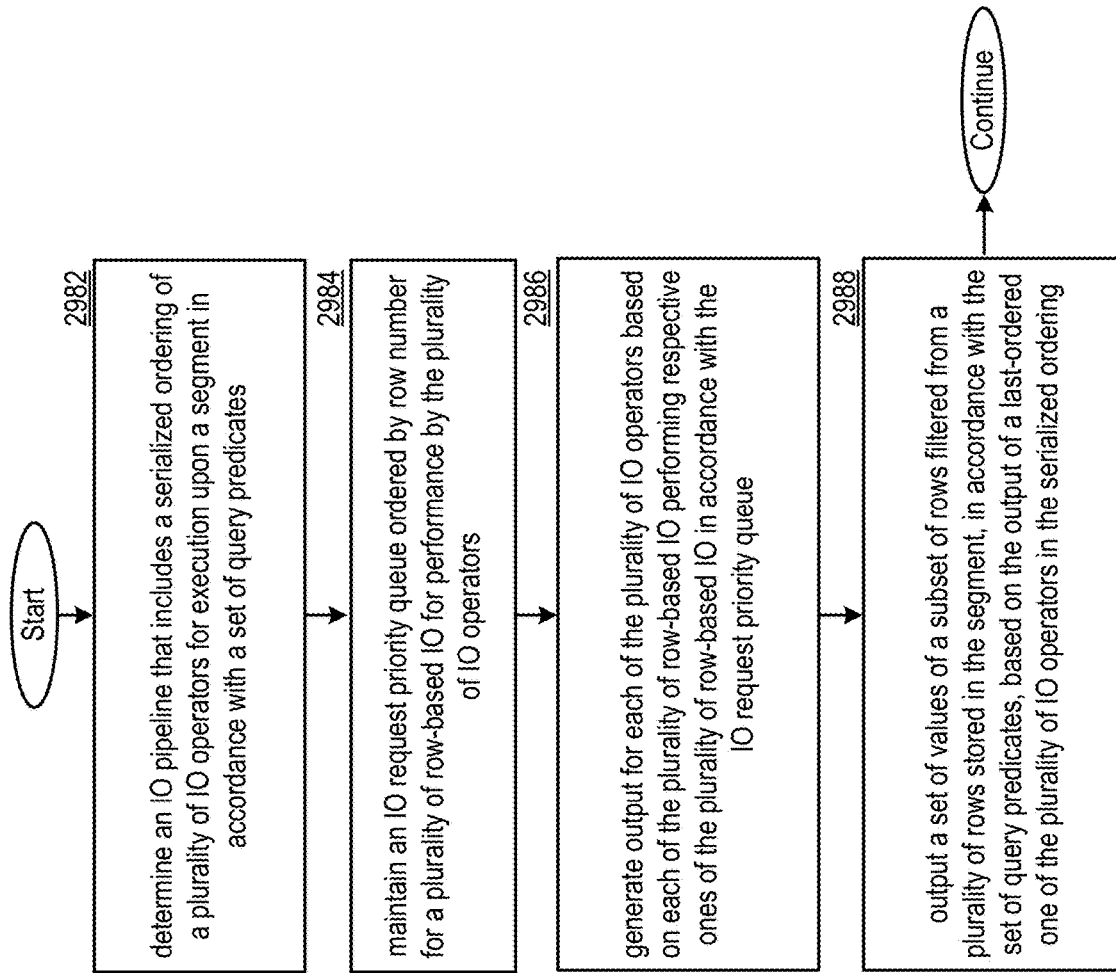 Start
2982
determine an IO pipeline that includes a serialized ordering of
a plurality of IO operators for execution upon a segment in
accordance with a set of query predicates
2984
maintain an IO request priority queue ordered by row number
for a plurality of row-based IO for performance by the plurality
of IO operators
2986
generate output for each of the plurality of IO operators based
on each of the plurality of row-based IO performing respective
ones of the plurality of row-based IO in accordance with the
IO request priority queue
2988
output a set of values of a subset of rows filtered from a
plurality of rows stored in the segment, in accordance with the
set of query predicates, based on the output of a last-ordered
one of the plurality of IO operators in the serialized ordering
Continue